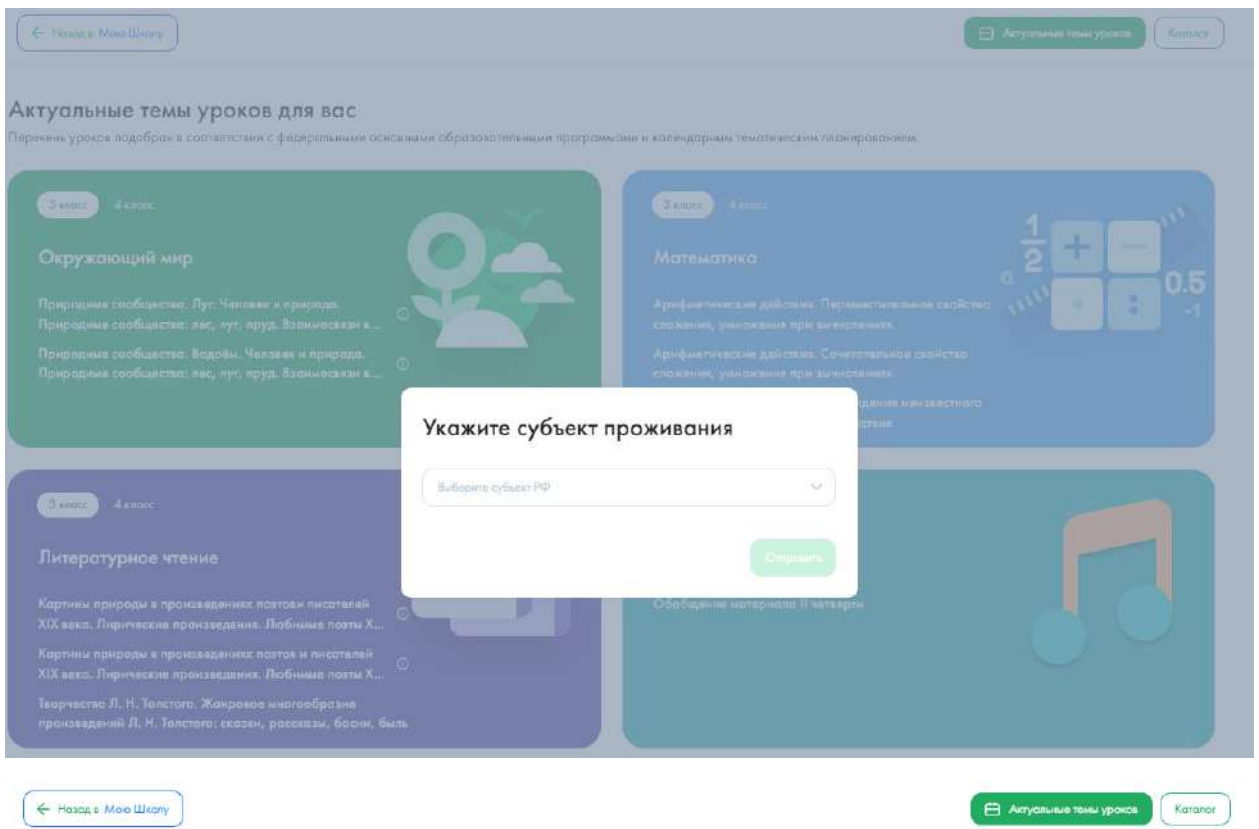 ← Назад в Мою Школу
Актуальные темы уроков
Каталог
Актуальные темы уроков для вас
Перечень уроков подобран в соответствии с федеральными основными образовательными программами и календарным тематическим планированием
3 класс 4 класс
Окружающий мир
Природные сообщества. Луг. Человек и природа.
Природные сообщества: лес, луг, пруд. Взаимосвязи в...
Природные сообщества. Водоёмы. Человек и природа.
Природные сообщества: лес, луг, пруд. Взаимосвязи в...
3 класс 4 класс
Математика
Арифметические действия. Переместительное свойство
сложения, умножения при вычислениях
Арифметические действия. Сочетательное свойство
сложения, умножения при вычислениях
неизвестного
1
2
+ −
0.5
-1
a
Укажите субъект проживания
Выберите субъект РФ
Отправить
3 класс 4 класс
Литературное чтение
Картины природы в произведениях поэтов и писателей
XIX века. Лирические произведения. Любимые поэты X...
Картины природы в произведениях поэтов и писателей
XIX века. Лирические произведения. Любимые поэты X...
Творчество Л. Н. Толстого. Жанровое многообразие
произведений Л. Н. Толстого: сказки, рассказы, басни, быль
Обобщение материала II четверти
← Назад в Мою Школу
Актуальные темы уроков
Каталог